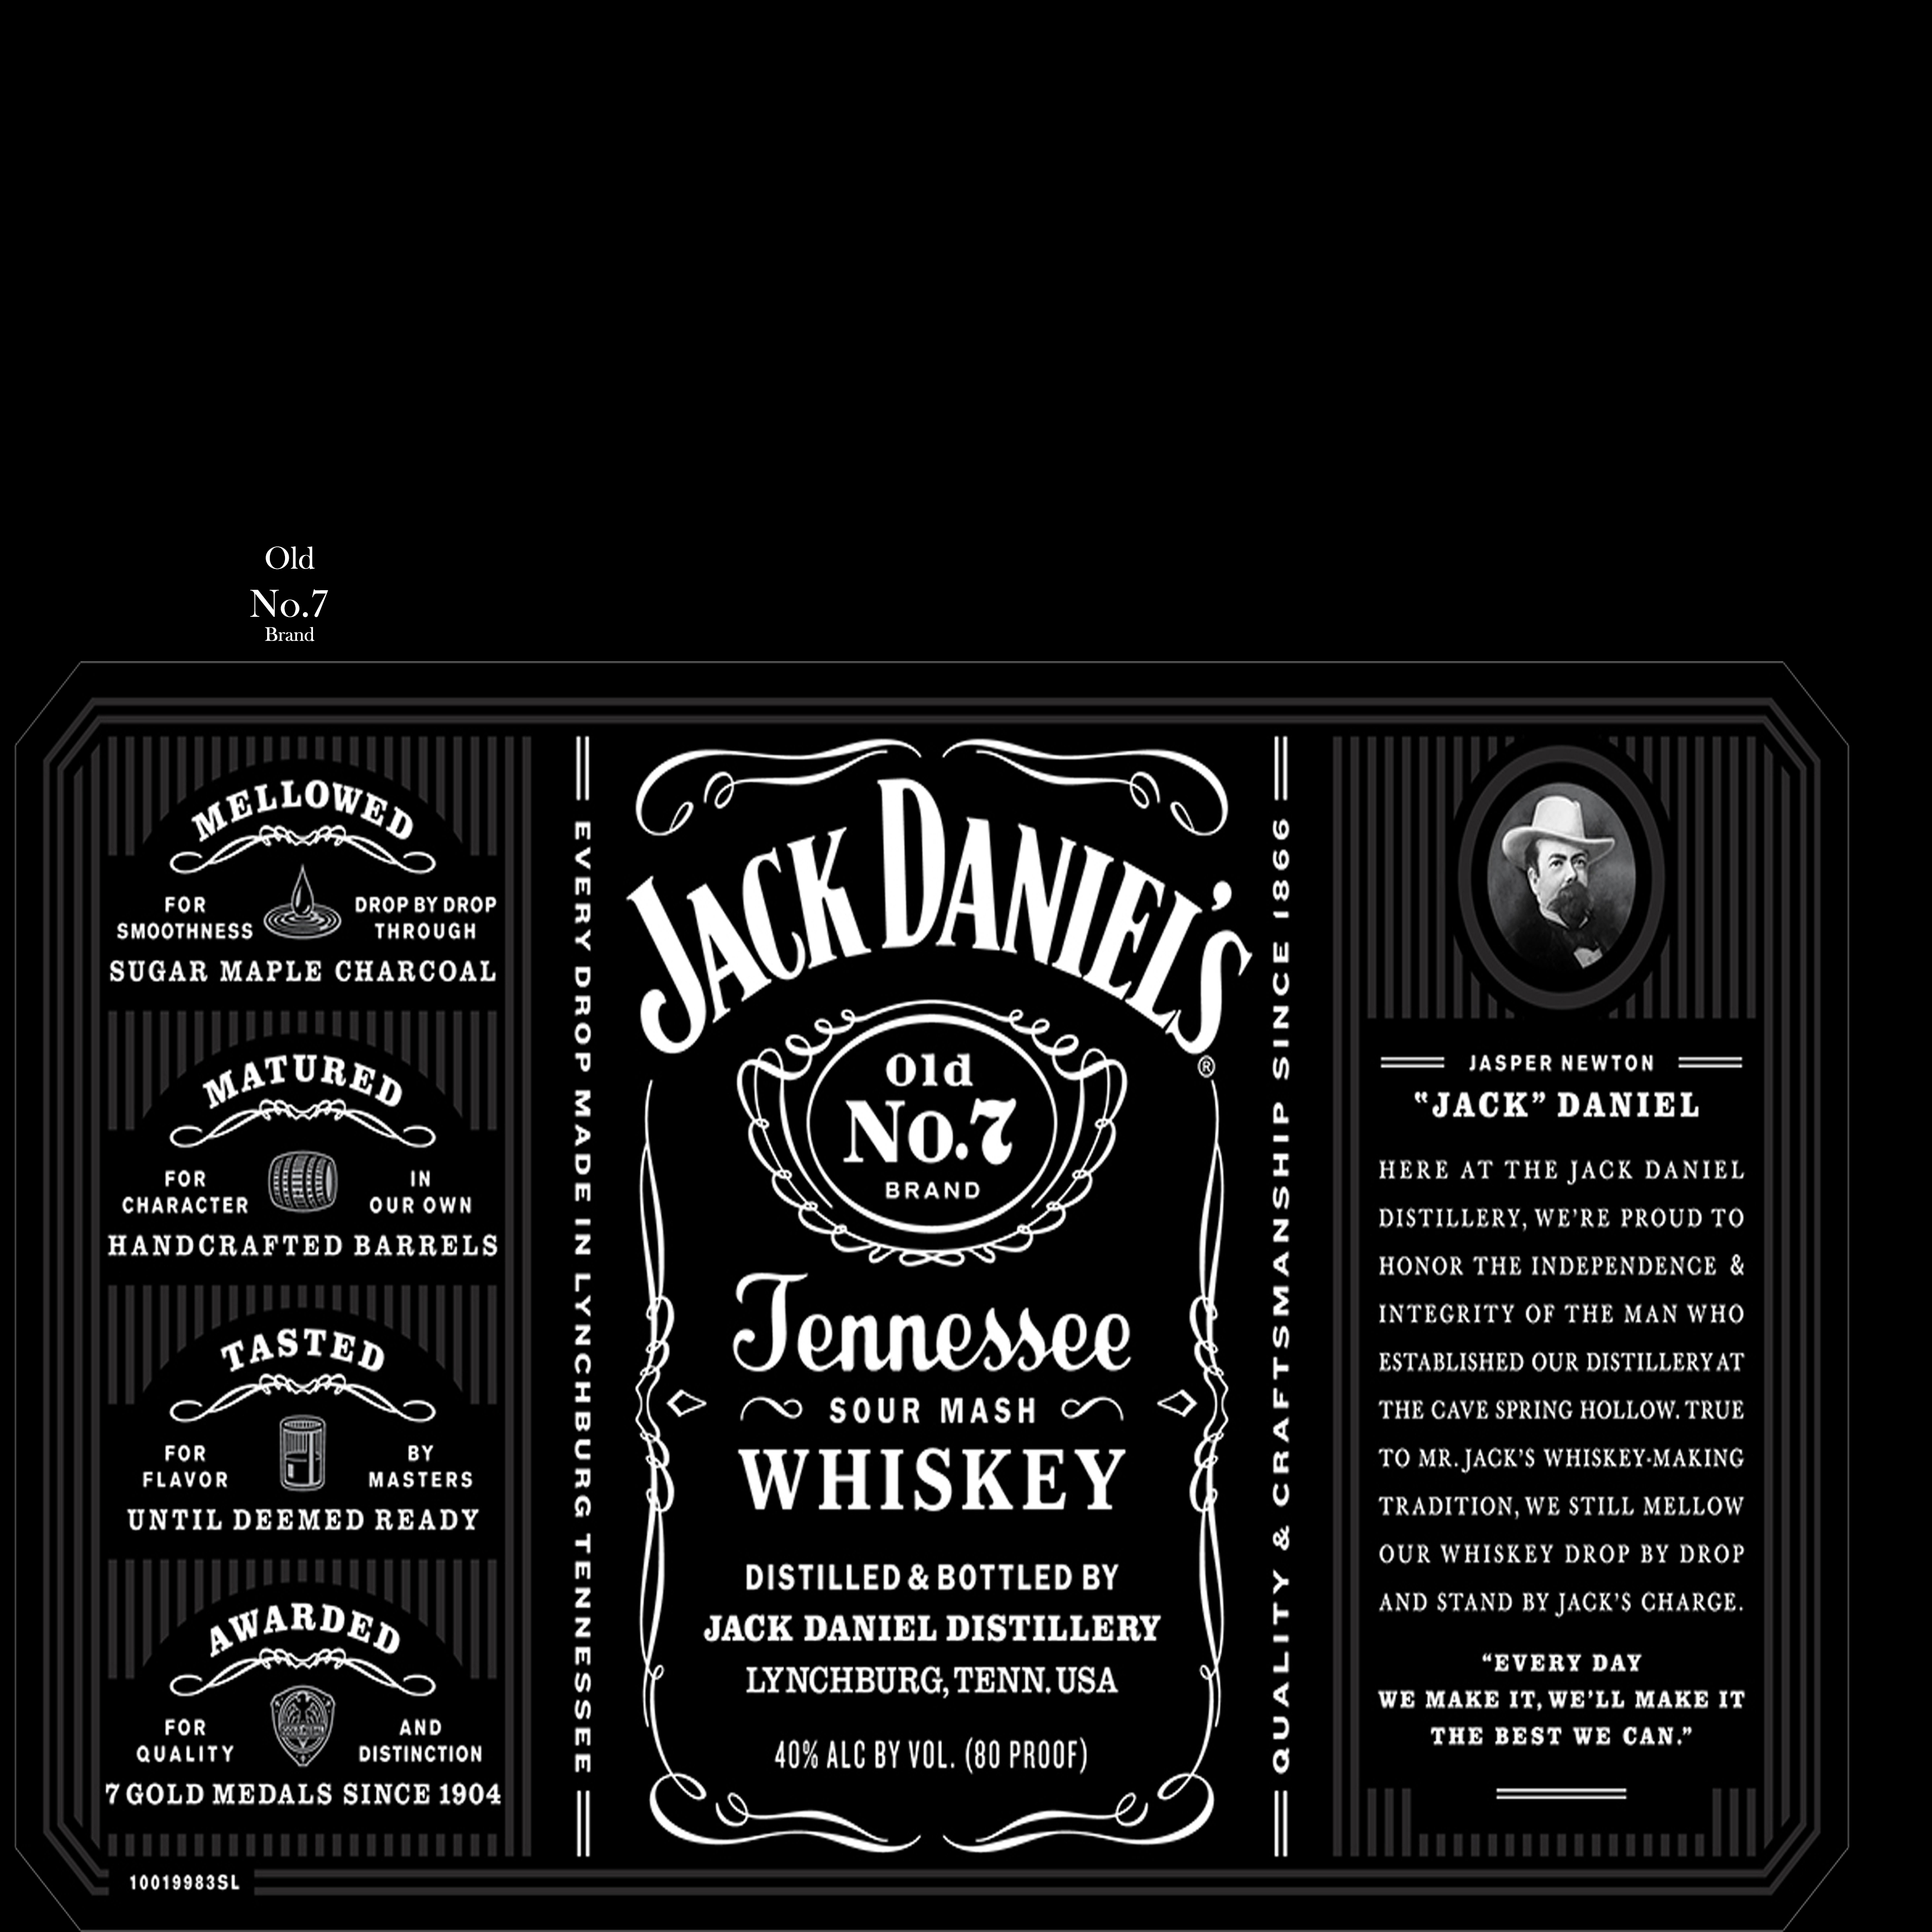 Old
No.7
Brand
MELLOWED
FOR
SMOOTHNESS
DROP BY DROP
THROUGH
SUGAR MAPLE CHARCOAL
MATURED
FOR
CHARACTER
IN
OUR OWN
HANDCRAFTED BARRELS
TASTED
FOR
FLAVOR
BY
MASTERS
UNTIL DEEMED READY
AWARDED
FOR
QUALITY
AND
DISTINCTION
7 GOLD MEDALS SINCE 1904
10019983SL
EVERY DROP MADE IN LYNCHBURG TENNESSEE
JACK DANIEL'S
®
Old
No.7
BRAND
Tennessee
SOUR MASH
WHISKEY
DISTILLED & BOTTLED BY
JACK DANIEL DISTILLERY
LYNCHBURG, TENN. USA
40% ALC BY VOL. (80 PROOF)
QUALITY & CRAFTSMANSHIP SINCE 1866
JASPER NEWTON
“JACK” DANIEL
HERE AT THE JACK DANIEL
DISTILLERY, WE’RE PROUD TO
HONOR THE INDEPENDENCE &
INTEGRITY OF THE MAN WHO
ESTABLISHED OUR DISTILLERY AT
THE CAVE SPRING HOLLOW. TRUE
TO MR. JACK’S WHISKEY-MAKING
TRADITION, WE STILL MELLOW
OUR WHISKEY DROP BY DROP
AND STAND BY JACK’S CHARGE.
“EVERY DAY
WE MAKE IT, WE’LL MAKE IT
THE BEST WE CAN.”